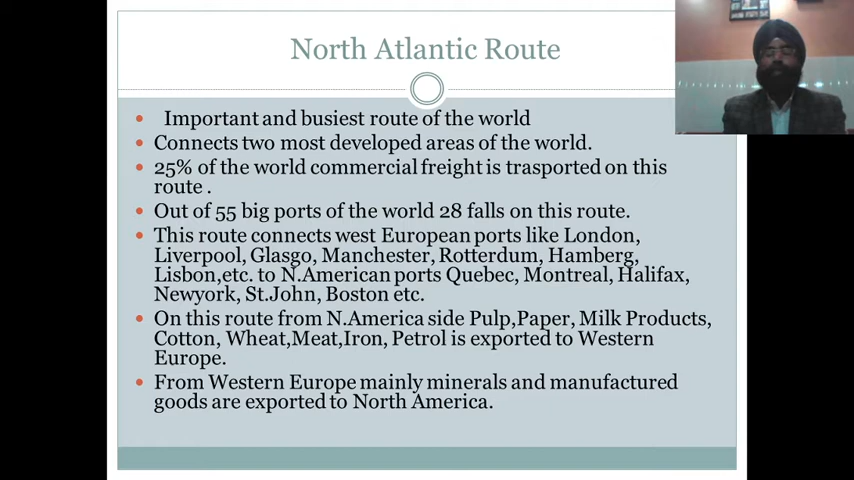 North Atlantic Route
Important and busiest route of the world
Connects two most developed areas of the world.
25% of the world commercial freight is trasported on this
route .
Out of 55 big ports of the world 28 falls on this route.
This route connects west European ports like London,
Liverpool, Glasgo, Manchester, Rotterdum, Hamberg,
Lisbon,etc. to N.American ports Quebec, Montreal, Halifax,
Newyork, St.John, Boston etc.
On this route from N.America side Pulp,Paper, Milk Products,
Cotton, Wheat,Meat,Iron, Petrol is exported to Western
Europe.
From Western Europe mainly minerals and manufactured
goods are exported to North America.